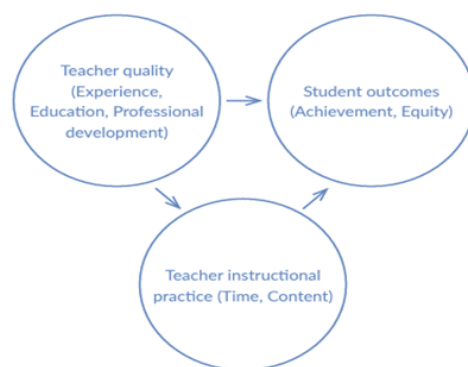 Teacher quality
(Experience,
Education, Professional
development)
Student outcomes
(Achievement, Equity)
Teacher instructional
practice (Time, Content)